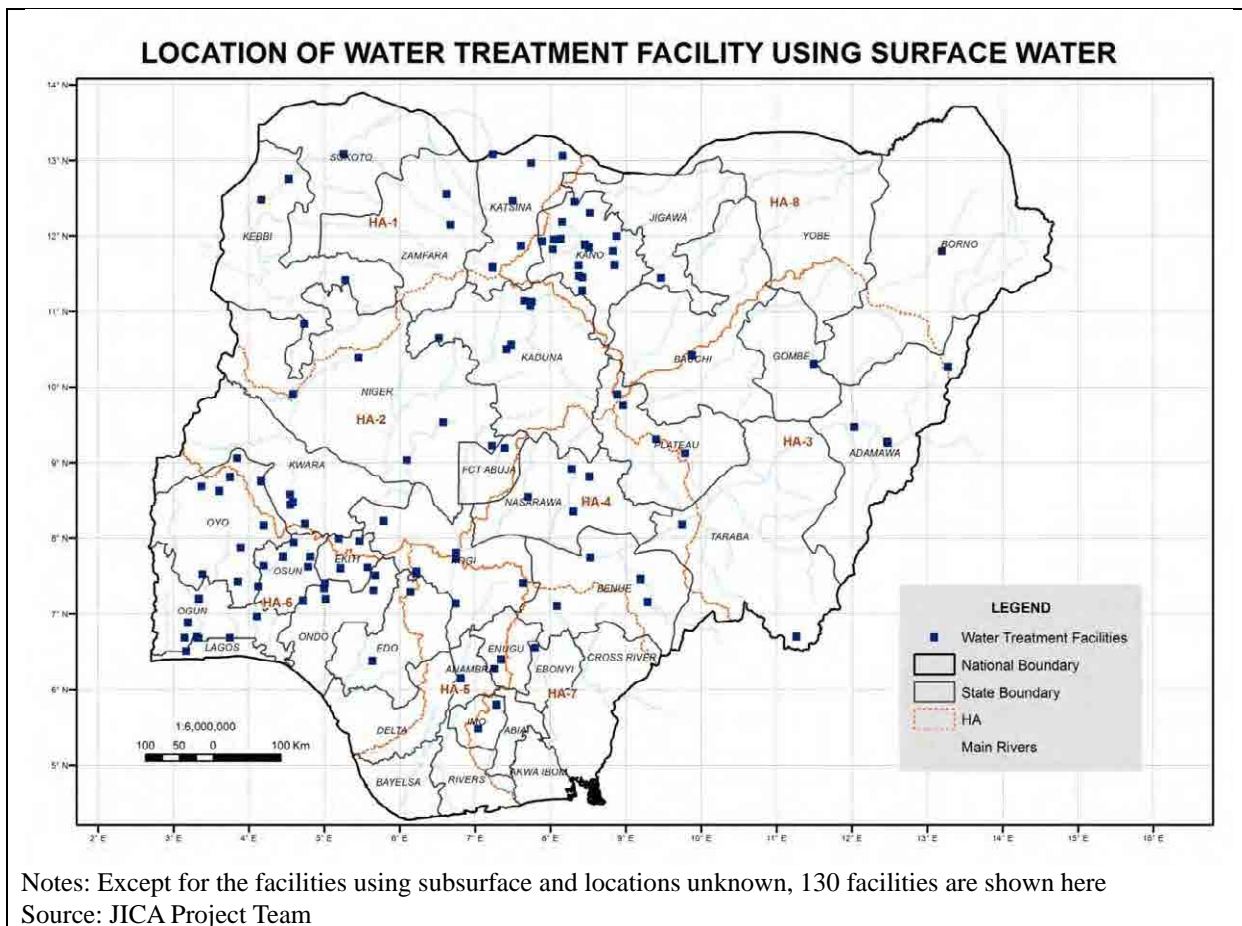 LOCATION OF WATER TREATMENT FACILITY USING SURFACE WATER
14° N
13° N
12° N
11° N
10° N
9° N
8° N
7° N
6° N
5° N
SOKOTO
KATSINA
HA-1
HA-8
JIGAWA
YOBE
KEBBI
ZAMFARA
KANO
BORNO
KADUNA
BAUCHI
GOMBE
NIGER
HA-2
HA-3
PLATEAU
ADAMAWA
KWARA
FCT ABUJA
NASARAWA
HA-4
OYO
TARABA
KOGI
EKITI
OSUN
BENUE
HA-6
OGUN
LAGOS
ONDO
EDO
ENUGU
ANAMBRA
EBONYI
CROSS RIVER
HA-5
HA-7
IMO
ABIA
DELTA
BAYELSA
RIVERS
AKWA IBOM
LEGEND
Water Treatment Facilities
National Boundary
State Boundary
HA
Main Rivers
1:6,000,000
100 50 0 100 Km
2° E 3° E 4° E 5° E 6° E 7° E 8° E 9° E 10° E 11° E 12° E 13° E 14° E 15° E 16° E
Notes: Except for the facilities using subsurface and locations unknown, 130 facilities are shown here
Source: JICA Project Team